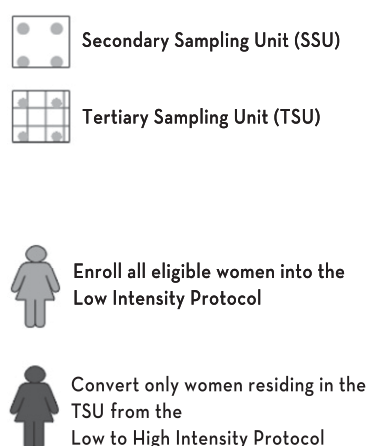 Secondary Sampling Unit (SSU)
Tertiary Sampling Unit (TSU)
Enroll all eligible women into the
Low Intensity Protocol
Convert only women residing in the
TSU from the
Low to High Intensity Protocol